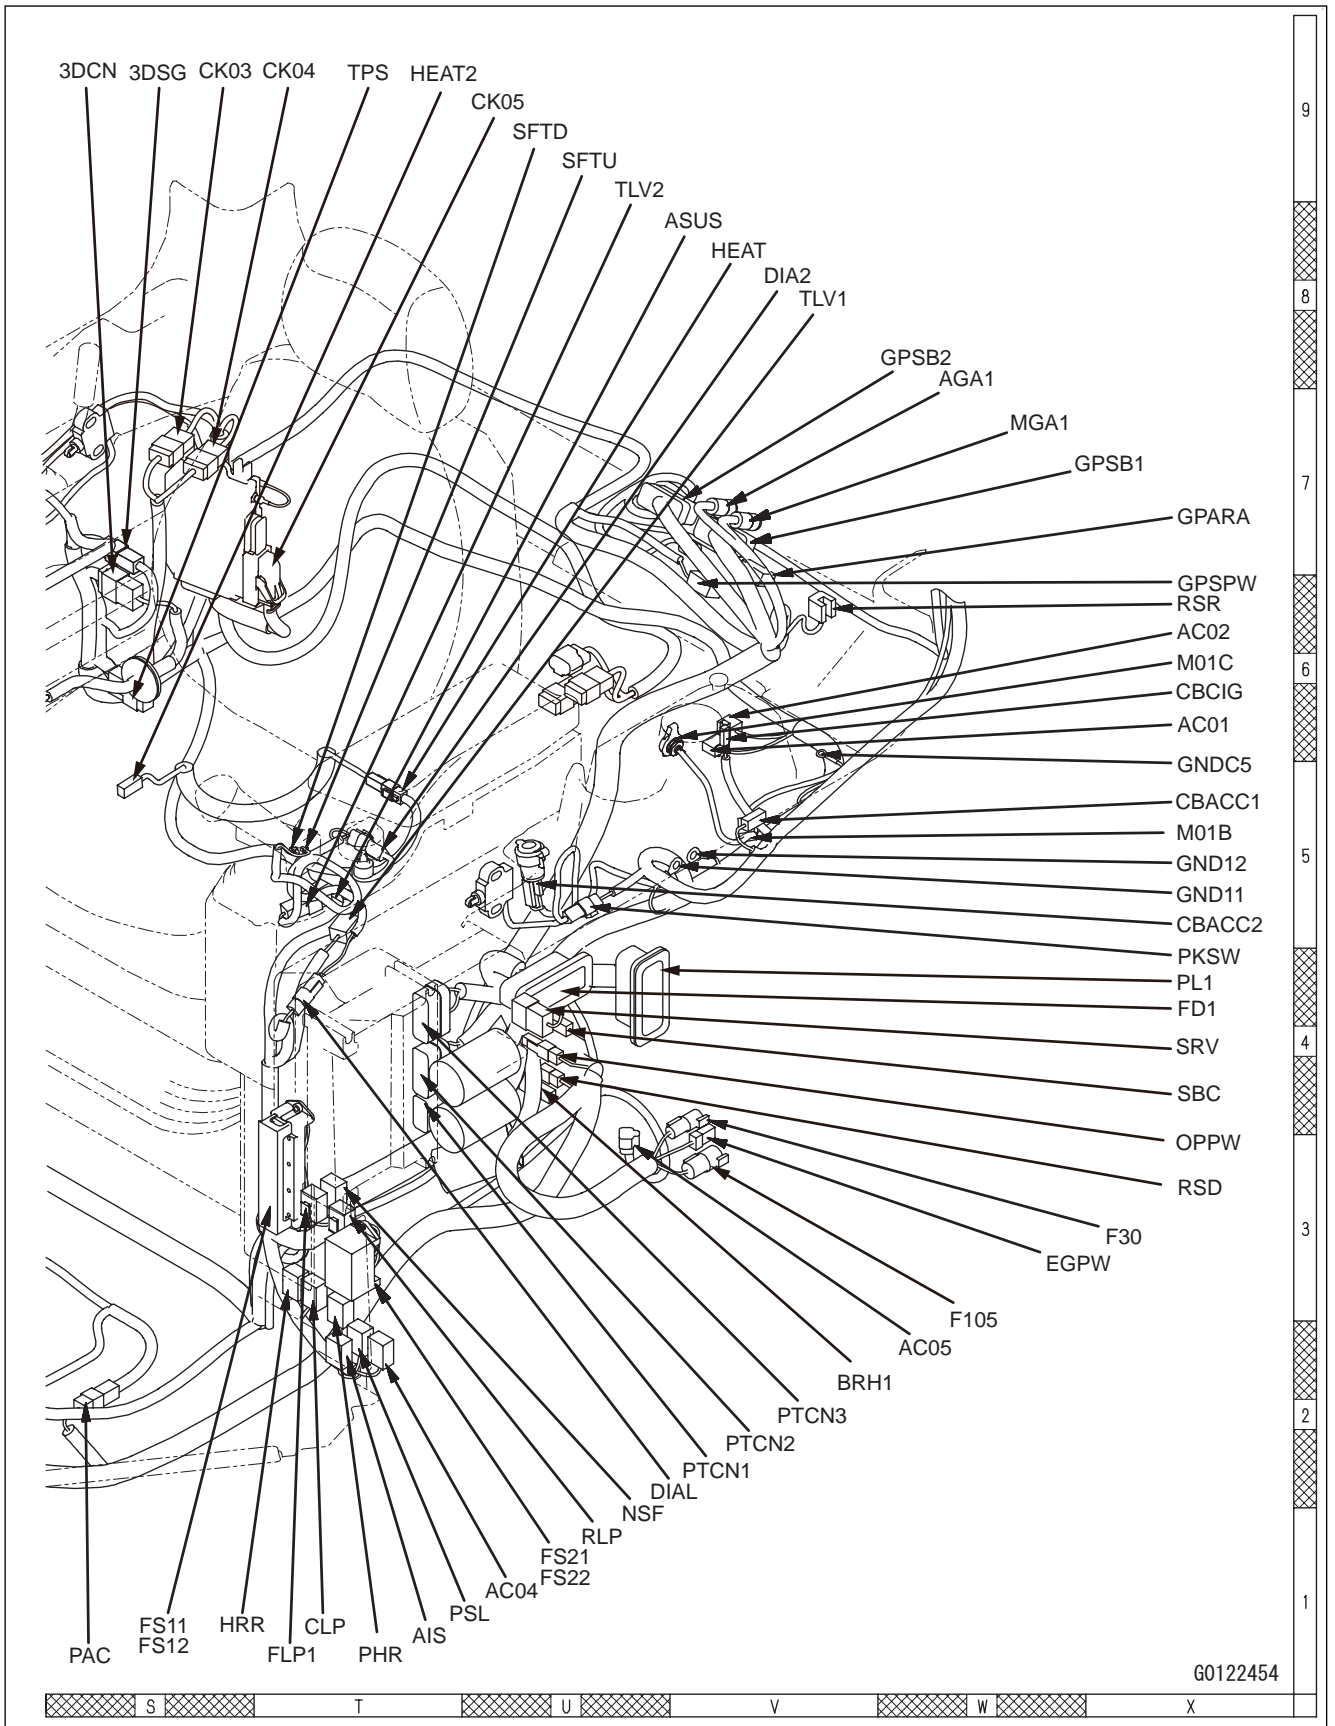 3DCN 3DSG CK03 CK04 TPS HEAT2
CK05
SFTD
SFTU
TLV2
ASUS
HEAT
DIA2
TLV1
GPSB2
AGA1
MGA1
GPSB1
GPARA
GPSPW
RSR
AC02
M01C
CBCIG
AC01
GNDC5
CBACC1
M01B
GND12
GND11
CBACC2
PKSW
PL1
FD1
SRV
SBC
OPPW
RSD
F30
EGPW
F105
AC05
BRH1
PTCN3
PTCN2
PTCN1
DIAL
NSF
RLP
FS21
FS22
AC04
PSL
AIS
PHR
CLP
FLP1
HRR
FS11
FS12
PAC
9
8
7
6
5
4
3
2
1
G0122454
S T U V W X